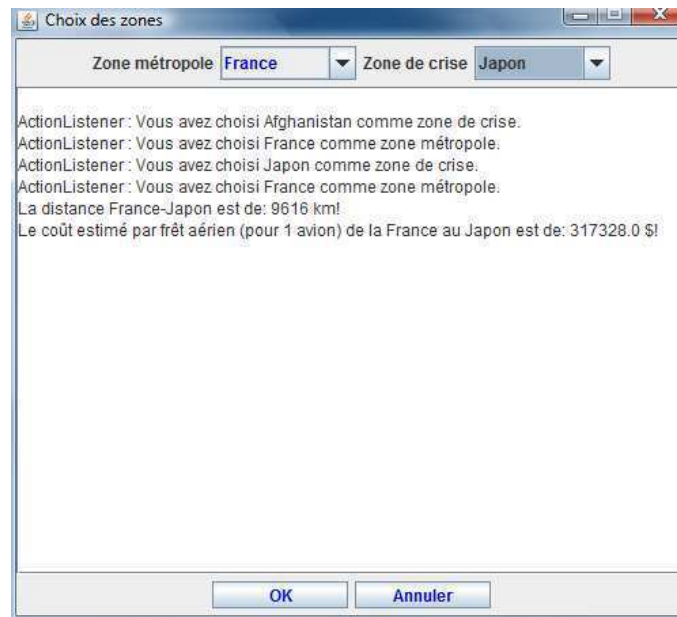 Choix des zones
Zone métropole France Zone de crise Japon
ActionListener : Vous avez choisi Afghanistan comme zone de crise.
ActionListener : Vous avez choisi France comme zone métropole.
ActionListener : Vous avez choisi Japon comme zone de crise.
ActionListener : Vous avez choisi France comme zone métropole.
La distance France-Japon est de: 9616 km!
Le coût estimé par frêt aérien (pour 1 avion) de la France au Japon est de: 317328.0 $!
OK Annuler